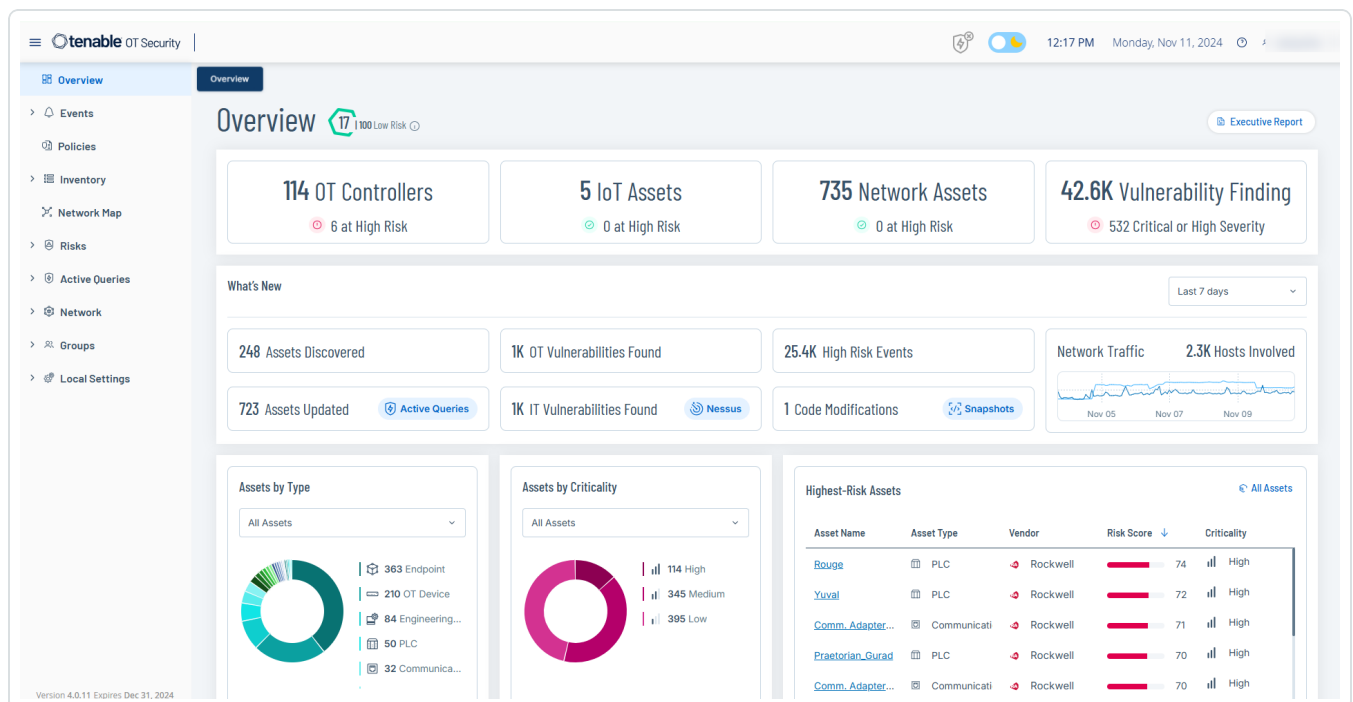 tenable OT Security
12:17 PM Monday, Nov 11, 2024
Overview
Events
Policies
Inventory
Network Map
Risks
Active Queries
Network
Groups
Local Settings
Version 4.0.11 Expires Dec 31, 2024
Overview
Overview 17 | 100 Low Risk
Executive Report
114 OT Controllers
6 at High Risk
5 IoT Assets
0 at High Risk
735 Network Assets
0 at High Risk
42.6K Vulnerability Finding
532 Critical or High Severity
What's New
Last 7 days
248 Assets Discovered
1K OT Vulnerabilities Found
25.4K High Risk Events
723 Assets Updated Active Queries
1K IT Vulnerabilities Found Nessus
1 Code Modifications Snapshots
Network Traffic 2.3K Hosts Involved
Nov 05 Nov 07 Nov 09
Assets by Type
All Assets
363 Endpoint
210 OT Device
84 Engineering...
50 PLC
32 Communica...
Assets by Criticality
All Assets
114 High
345 Medium
395 Low
Highest-Risk Assets All Assets
Asset Name Asset Type Vendor Risk Score Criticality
Rouge PLC Rockwell 74 High
Yuval PLC Rockwell 72 High
Comm. Adapter... Communicati Rockwell 71 High
Praetorian_Gurad PLC Rockwell 70 High
Comm. Adapter... Communicati Rockwell 70 High